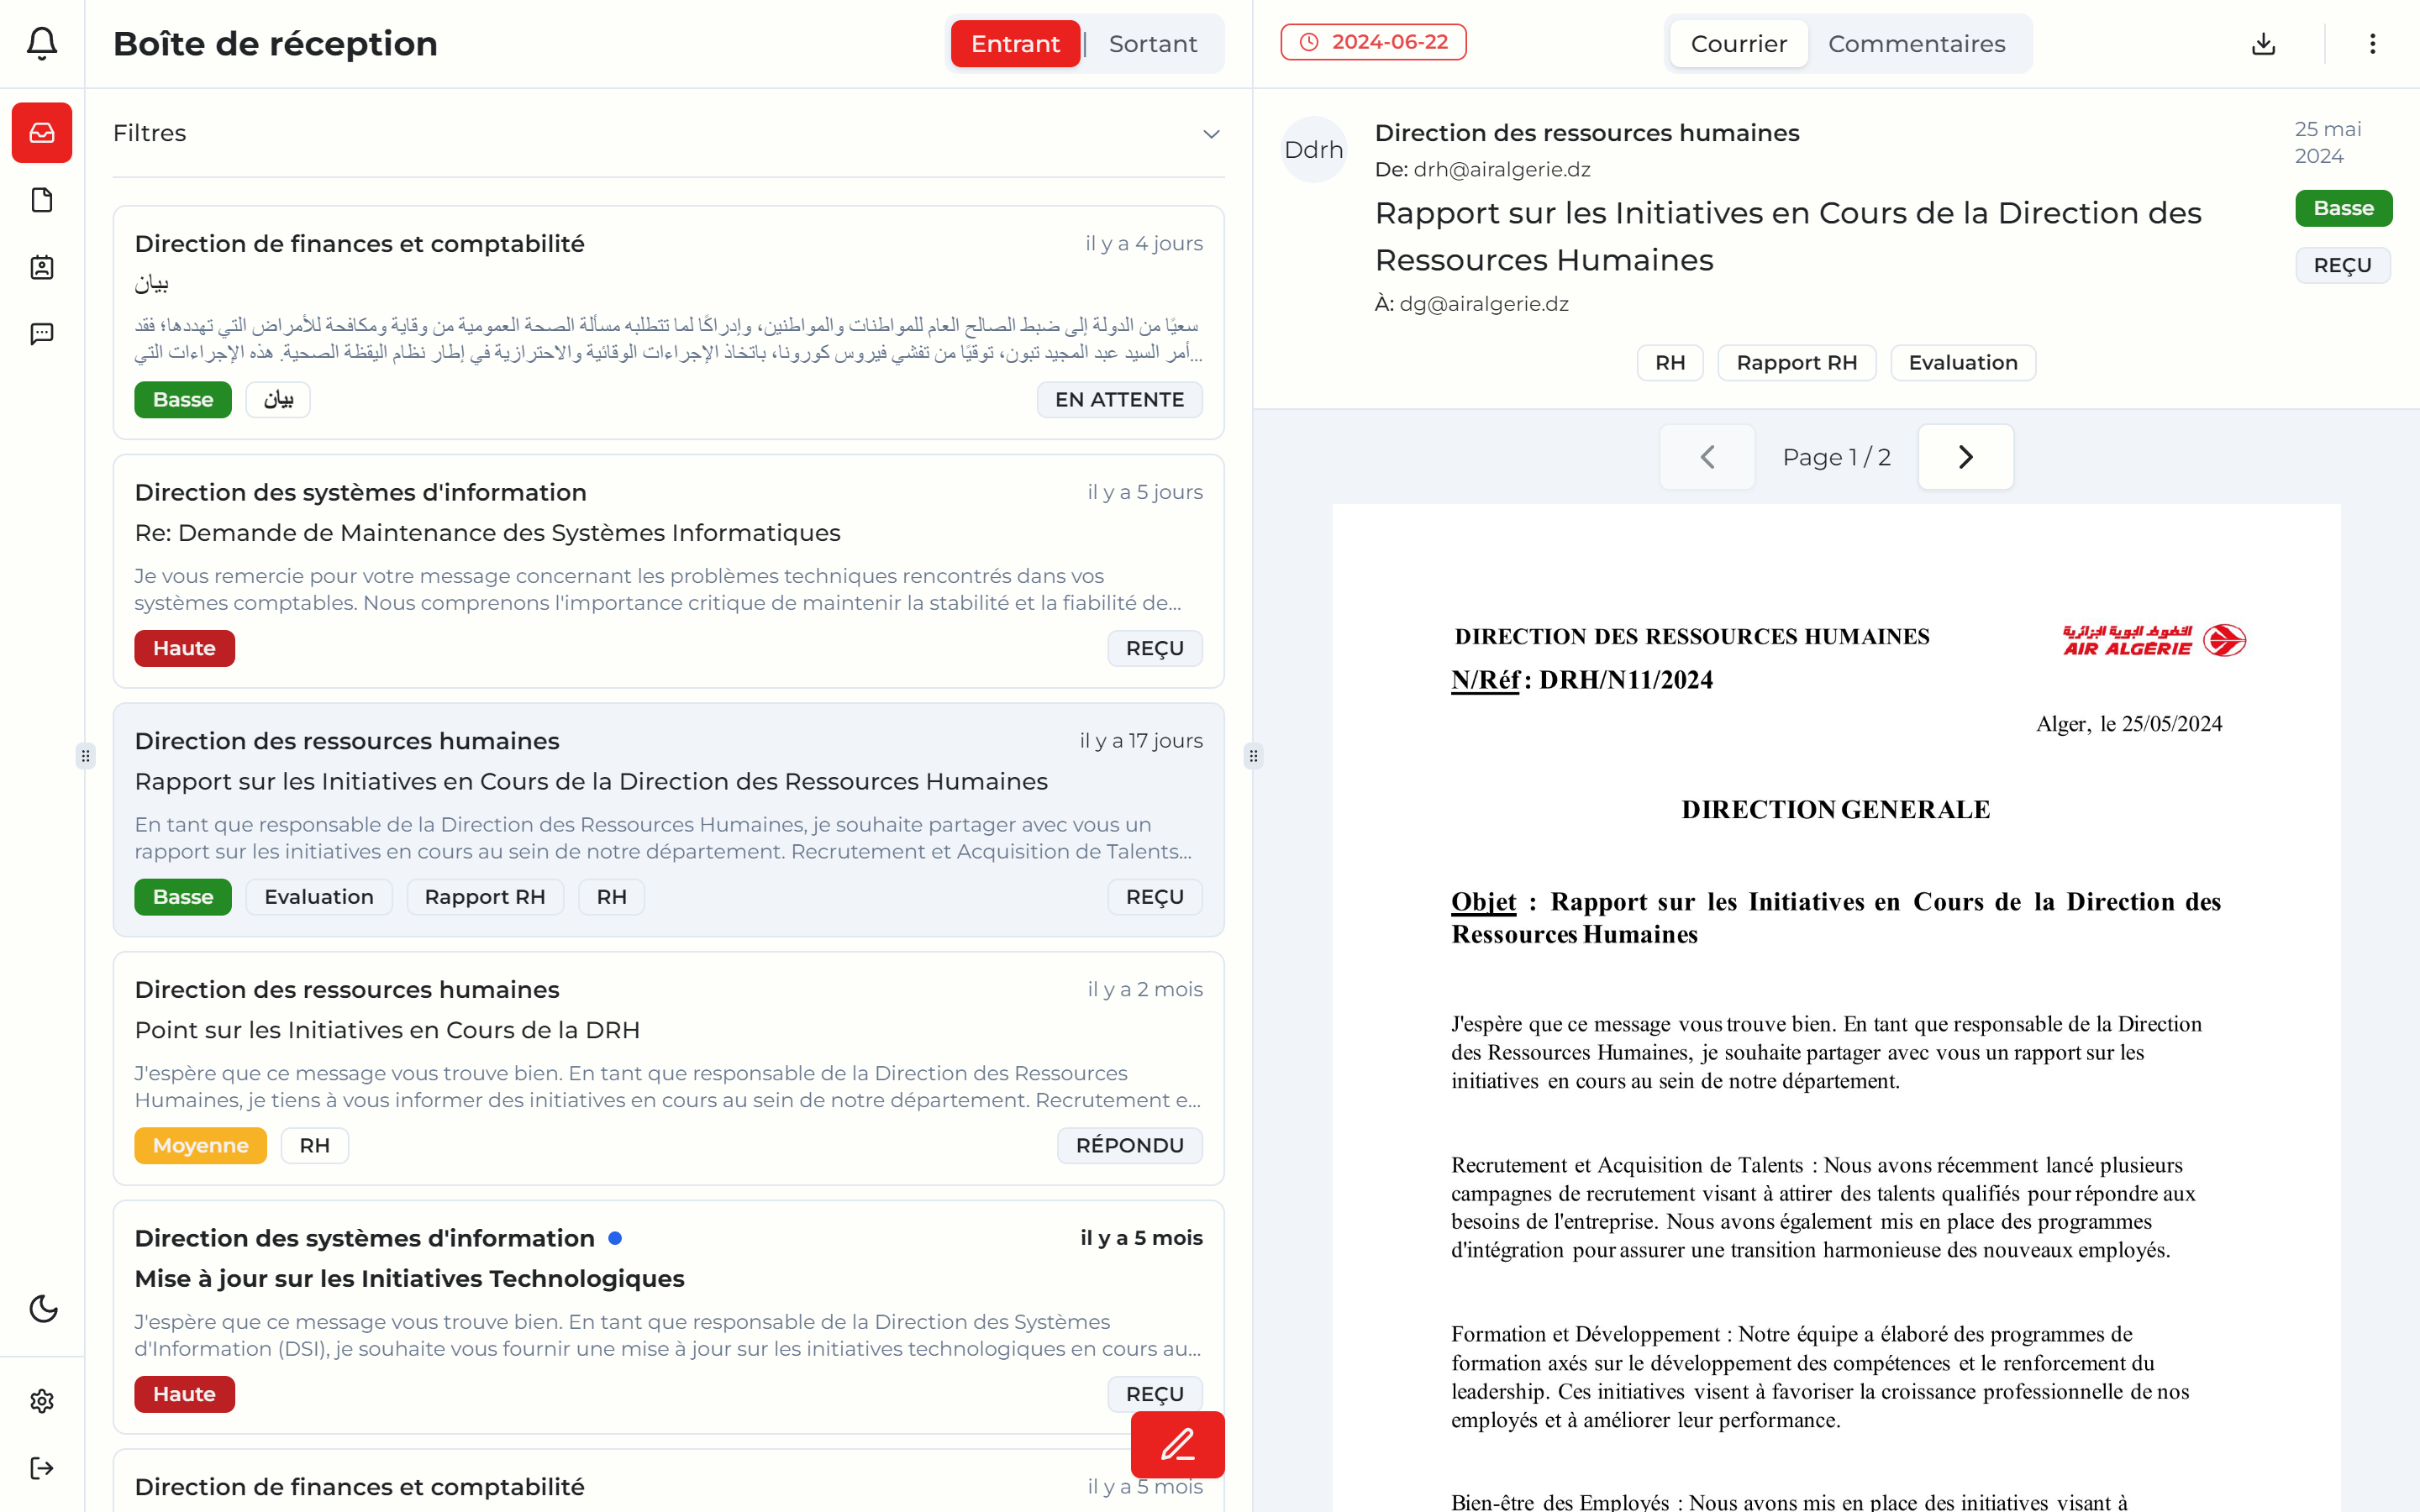 Boîte de réception
Entrant | Sortant
Filtres
Direction de finances et comptabilité
il y a 4 jours
بيان
سعيًا من الدولة إلى ضبط الصالح العام للمواطنات والمواطنين، وإدراكًا لما تتطلبه مسألة الصحة العمومية من وقاية ومكافحة للأمراض التي تهددها؛ فقد
أمر السيد عبد المجيد تبون، توقيًا من تفشي فيروس كورونا، باتخاذ الإجراءات الوقائية والاحترازية في إطار نظام اليقظة الصحية. هذه الإجراءات التي...
Basse
بيان
EN ATTENTE
Direction des systèmes d'information
il y a 5 jours
Re: Demande de Maintenance des Systèmes Informatiques
Je vous remercie pour votre message concernant les problèmes techniques rencontrés dans vos
systèmes comptables. Nous comprenons l'importance critique de maintenir la stabilité et la fiabilité de...
Haute
REÇU
Direction des ressources humaines
il y a 17 jours
Rapport sur les Initiatives en Cours de la Direction des Ressources Humaines
En tant que responsable de la Direction des Ressources Humaines, je souhaite partager avec vous un
rapport sur les initiatives en cours au sein de notre département. Recrutement et Acquisition de Talents...
Basse
Evaluation
Rapport RH
RH
REÇU
Direction des ressources humaines
il y a 2 mois
Point sur les Initiatives en Cours de la DRH
J'espère que ce message vous trouve bien. En tant que responsable de la Direction des Ressources
Humaines, je tiens à vous informer des initiatives en cours au sein de notre département. Recrutement e...
Moyenne
RH
RÉPONDU
Direction des systèmes d'information
il y a 5 mois
Mise à jour sur les Initiatives Technologiques
J'espère que ce message vous trouve bien. En tant que responsable de la Direction des Systèmes
d'Information (DSI), je souhaite vous fournir une mise à jour sur les initiatives technologiques en cours au...
Haute
REÇU
Direction de finances et comptabilité
il y a 5 mois
2024-06-22
Courrier
Commentaires
Ddrh
Direction des ressources humaines
25 mai
2024
De: drh@airalgerie.dz
Rapport sur les Initiatives en Cours de la Direction des
Ressources Humaines
Basse
REÇU
À: dg@airalgerie.dz
RH
Rapport RH
Evaluation
Page 1 / 2
DIRECTION DES RESSOURCES HUMAINES
الخطوط الجوية الجزائرية
AIR ALGÉRIE
N/Réf : DRH/N11/2024
Alger, le 25/05/2024
DIRECTION GENERALE
Objet : Rapport sur les Initiatives en Cours de la Direction des
Ressources Humaines
J'espère que ce message vous trouve bien. En tant que responsable de la Direction
des Ressources Humaines, je souhaite partager avec vous un rapport sur les
initiatives en cours au sein de notre département.
Recrutement et Acquisition de Talents : Nous avons récemment lancé plusieurs
campagnes de recrutement visant à attirer des talents qualifiés pour répondre aux
besoins de l'entreprise. Nous avons également mis en place des programmes
d'intégration pour assurer une transition harmonieuse des nouveaux employés.
Formation et Développement : Notre équipe a élaboré des programmes de
formation axés sur le développement des compétences et le renforcement du
leadership. Ces initiatives visent à favoriser la croissance professionnelle de nos
employés et à améliorer leur performance.
Bien-être des Employés : Nous avons mis en place des initiatives visant à